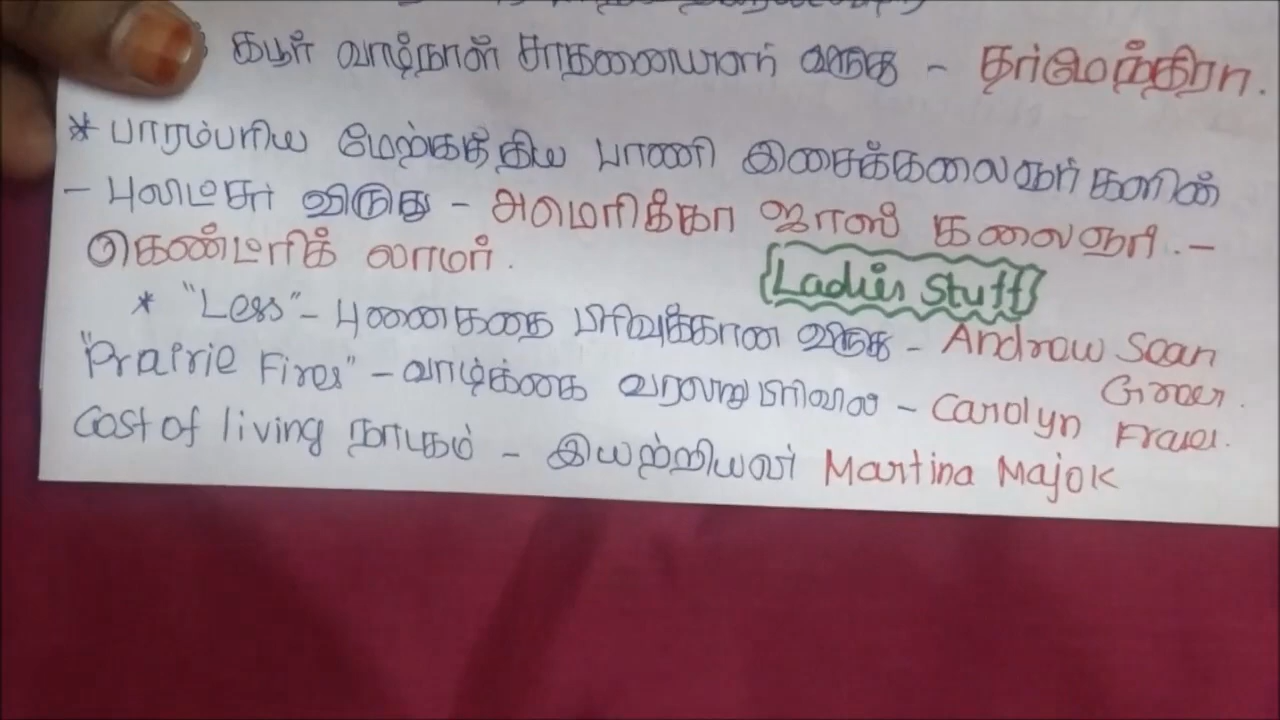 கபூர் வாழ்நாள் சாதனையாளர் விருது - தர்மேந்திரா.
* பாரம்பரிய மேற்கத்திய பாணி இசைக்கலைஞர்களின்
- புலிட்சர் விருது - அமெரிக்கா ஜாஸ் கலைஞர். -
கெண்ட்ரிக் லாமர்.
{Ladies Stuff}
* "Less" - புனைகதை பிரிவுக்கான விருது - Andrew Sean
Greer.
"Prairie Fires" - வாழ்க்கை வரலாறு பிரிவில் - Carolyn Fraser.
Cost of living நாடகம் - இயற்றியவர் Martina Majok